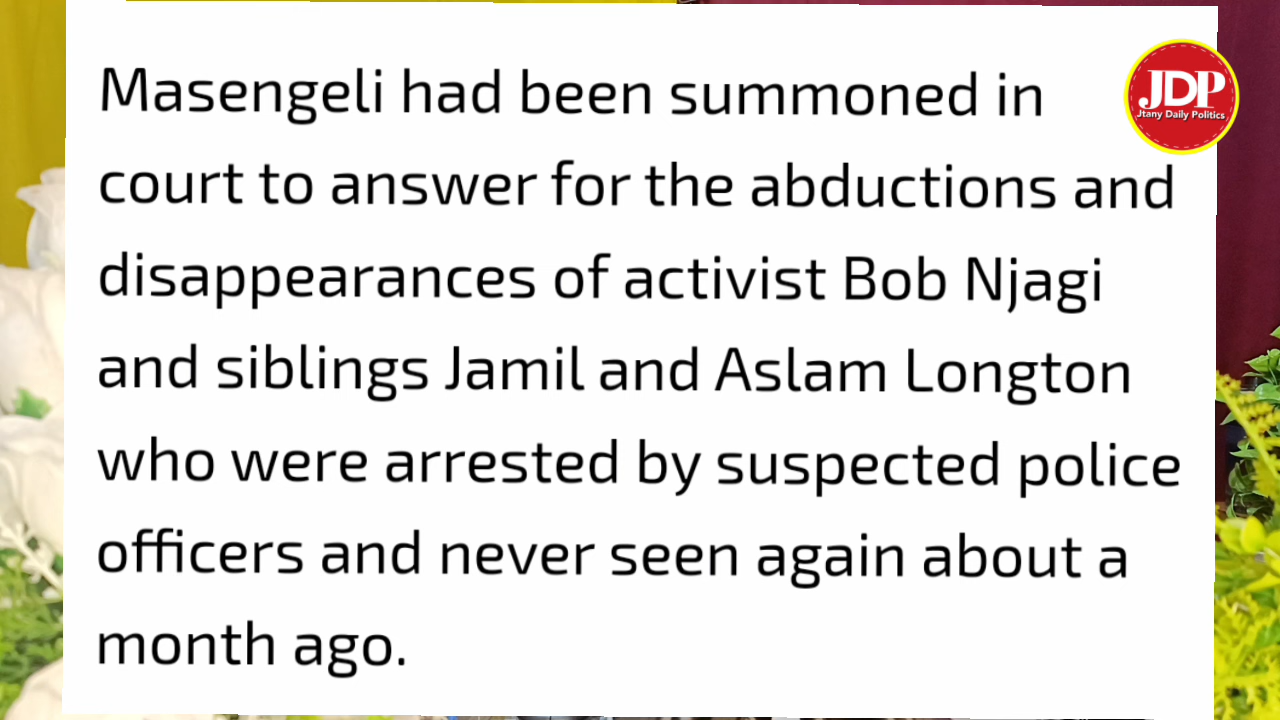 Masengeli had been summoned in
court to answer for the abductions and
disappearances of activist Bob Njagi
and siblings Jamil and Aslam Longton
who were arrested by suspected police
officers and never seen again about a
month ago.
JDP
Jtany Daily Politics